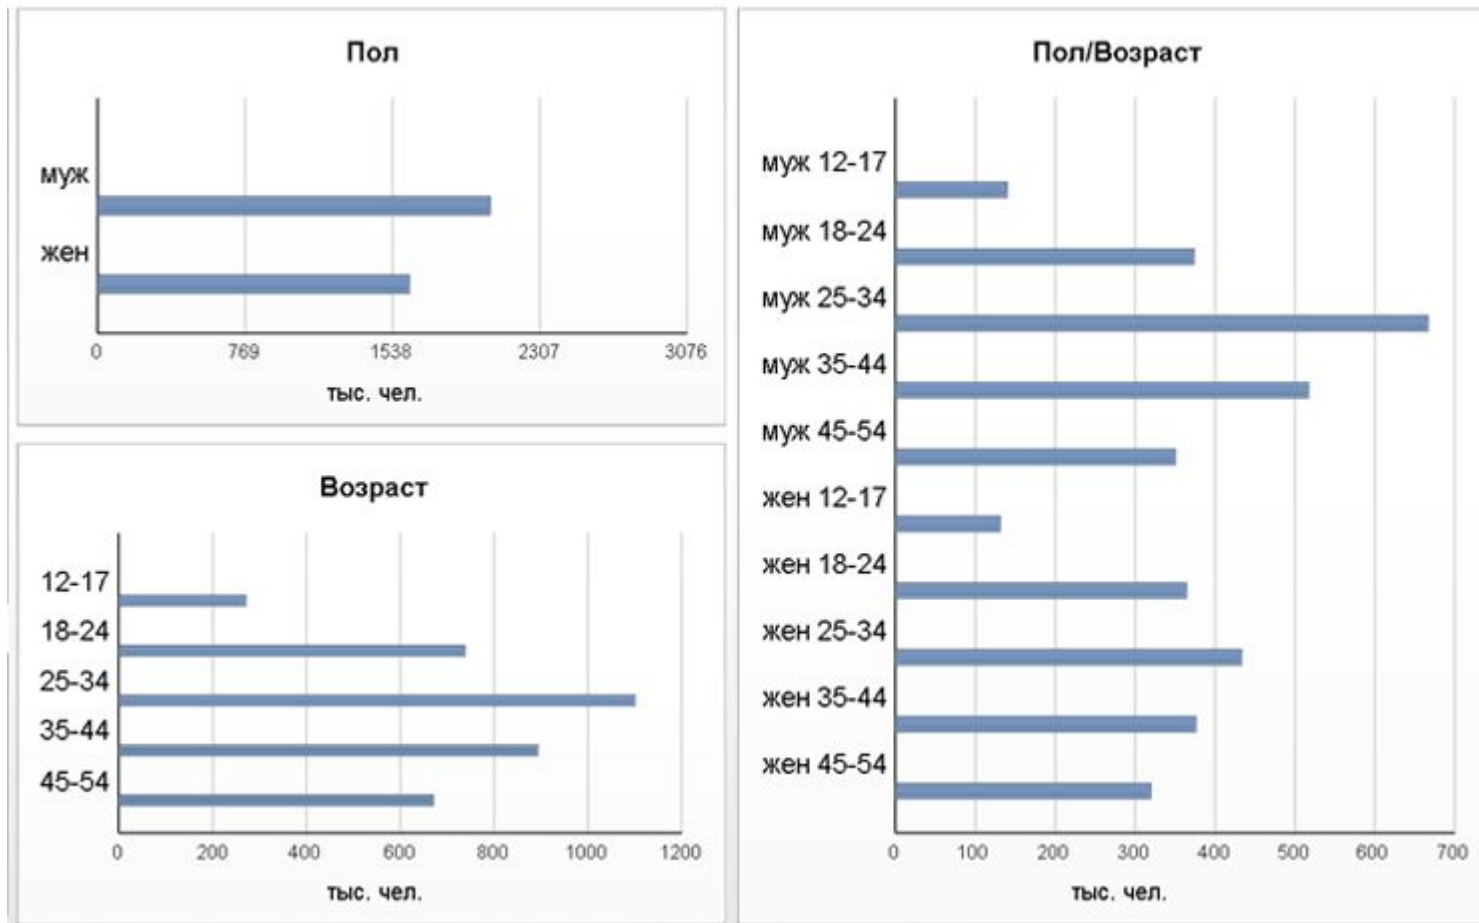 Пол
муж
жен
0 769 1538 2307 3076
тыс. чел.
Возраст
12-17
18-24
25-34
35-44
45-54
0 200 400 600 800 1000 1200
тыс. чел.
Пол/Возраст
муж 12-17
муж 18-24
муж 25-34
муж 35-44
муж 45-54
жен 12-17
жен 18-24
жен 25-34
жен 35-44
жен 45-54
0 100 200 300 400 500 600 700
тыс. чел.